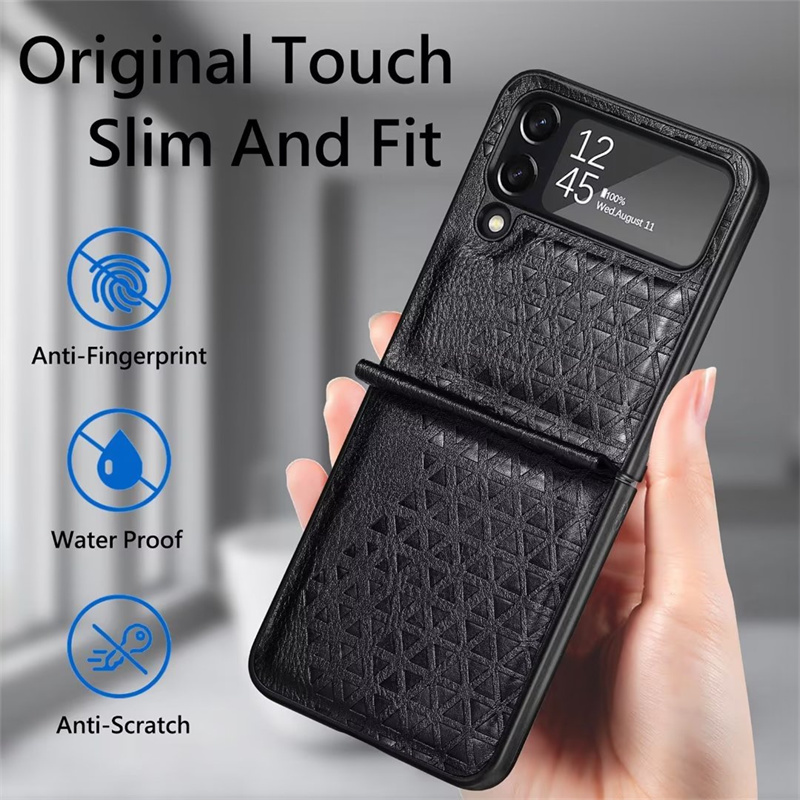 Original Touch
Slim And Fit
12
45
100%
Wed,August 11
Anti-Fingerprint
Water Proof
Anti-Scratch